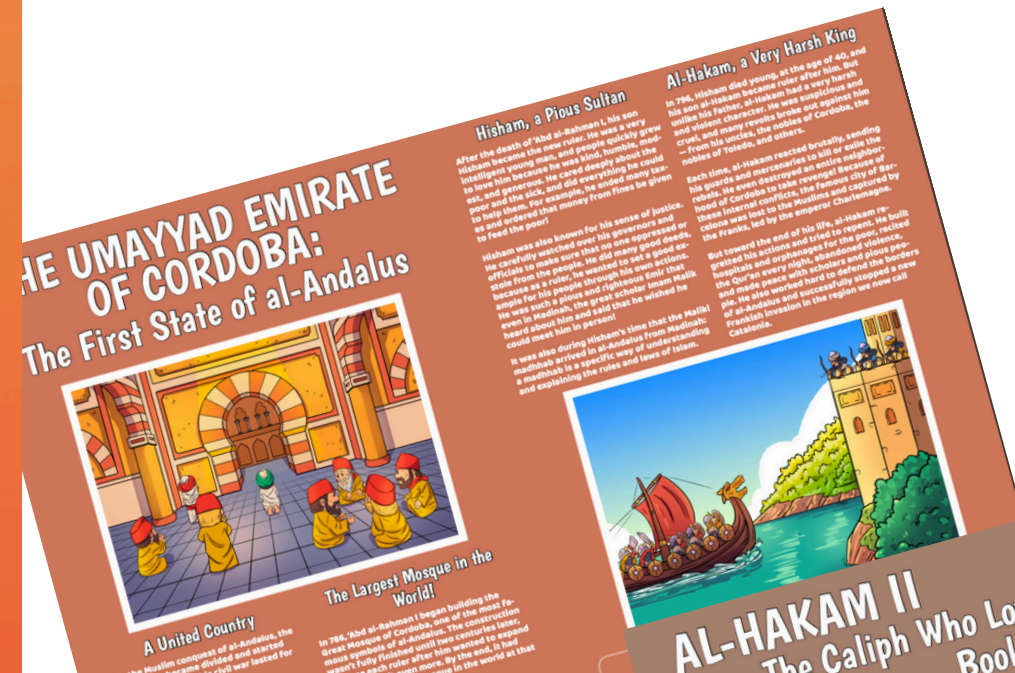 HE UMAYYAD EMIRATE
OF CORDOBA:
The First State of al-Andalus
A United Country
the Muslim conquest of al-Andalus, the
became divided and started
civil war lasted for
The Largest Mosque in the
World!
In 786, 'Abd al-Rahman I began building the
Great Mosque of Cordoba, one of the most fa-
mous symbols of al-Andalus. The construction
wasn't fully finished until two centuries later,
each ruler after him wanted to expand
even more. By the end, it had
mosque in the world at that
Hisham, a Pious Sultan
After the death of 'Abd al-Rahman I, his son
Hisham became the new ruler. He was a very
intelligent young man, and people quickly grew
to love him because he was kind, humble, mod-
est, and generous. He cared deeply about the
poor and the sick, and did everything he could
to help them. For example, he ended many tax-
es and ordered that money from fines be given
to feed the poor!
Hisham was also known for his sense of justice.
He carefully watched over his governors and
officials to make sure that no one oppressed or
stole from the people. He did many good deeds,
because as a ruler, he wanted to set a good ex-
ample for his people through his own actions.
He was such a pious and righteous Emir that
even in Madinah, the great scholar Imam Malik
heard about him and said that he wished he
could meet him in person!
It was also during Hisham's time that the Maliki
madhhab arrived in al-Andalus from Madinah:
a madhhab is a specific way of understanding
and explaining the rules and laws of Islam.
Al-Hakam, a Very Harsh King
In 796, Hisham died young, at the age of 40, and
his son al-Hakam became ruler after him. But
unlike his father, al-Hakam had a very harsh
and violent character. He was suspicious and
cruel, and many revolts broke out against him
— from his uncles, the nobles of Cordoba, the
nobles of Toledo, and others.
Each time, al-Hakam reacted brutally, sending
his guards and mercenaries to kill or exile the
rebels. He even destroyed an entire neighbor-
hood of Cordoba to take revenge! Because of
these internal conflicts, the famous city of Bar-
celona was lost to the Muslims and captured by
the Franks, led by the emperor Charlemagne.
But toward the end of his life, al-Hakam re-
gretted his actions and tried to repent. He built
hospitals and orphanages for the poor, recited
the Qur'an every night, abandoned violence,
and made peace with scholars and pious peo-
ple. He also worked hard to defend the borders
of al-Andalus and successfully stopped a new
Frankish invasion in the region we now call
Catalonia.
AL-HAKAM II
The Caliph Who Lo
Book